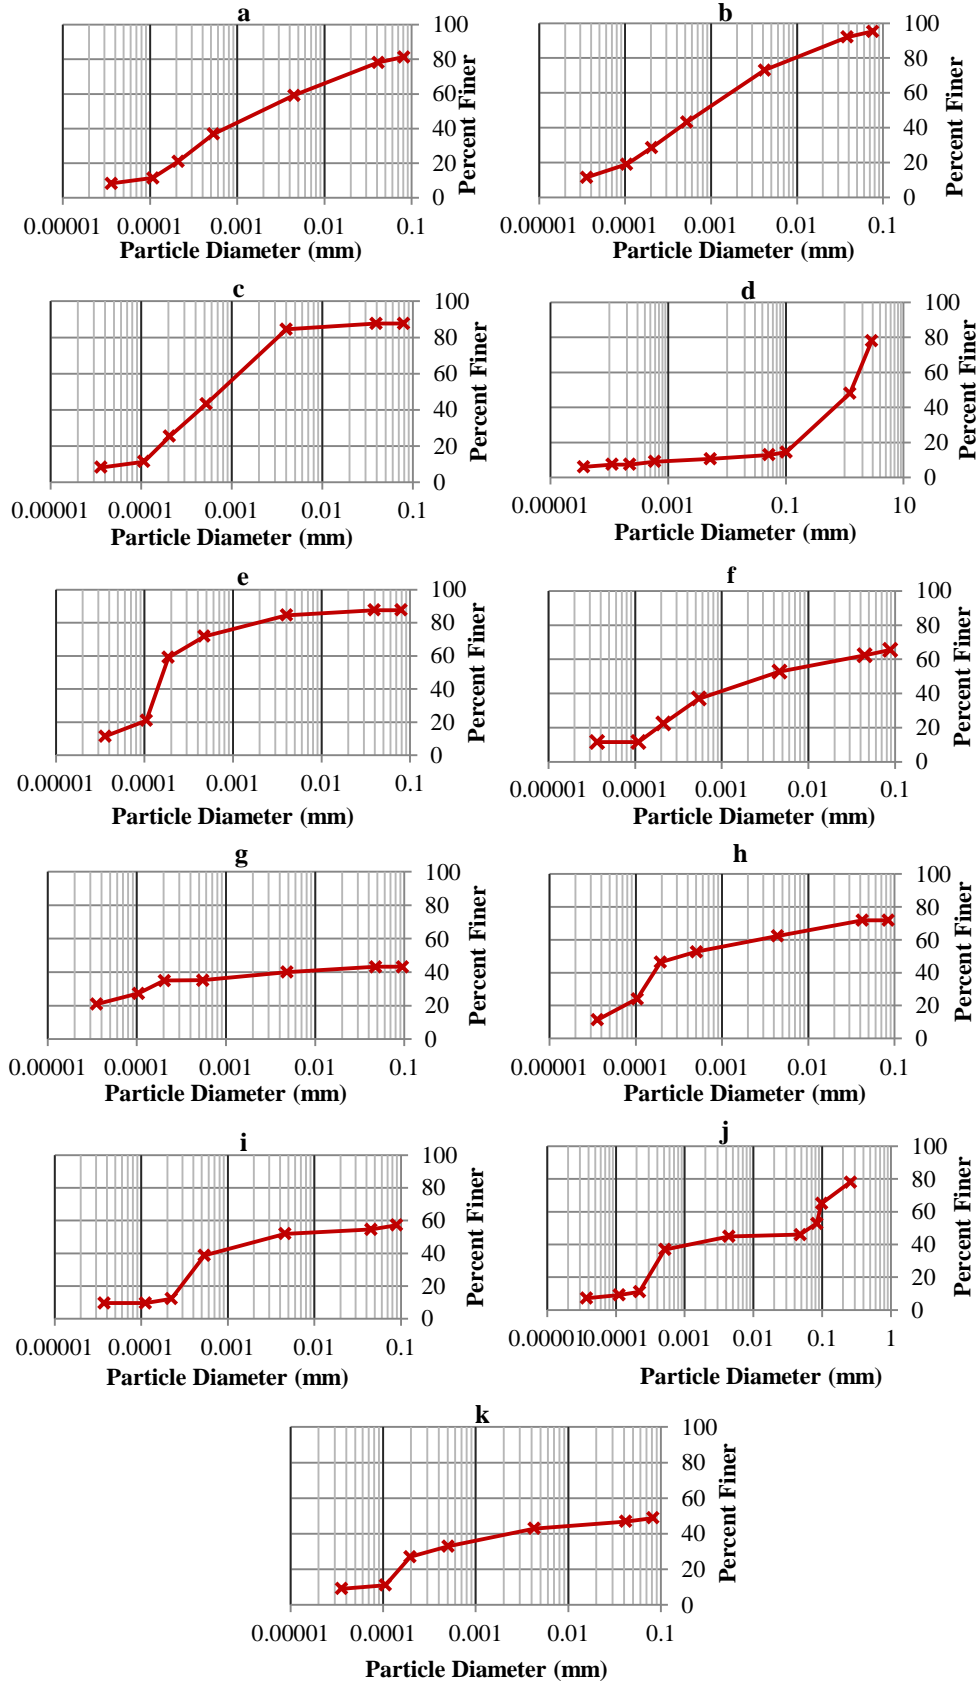 a
100
80
60
40
20
0
0.00001 0.0001 0.001 0.01 0.1
Particle Diameter (mm)
Percent Finer
b
100
80
60
40
20
0
0.00001 0.0001 0.001 0.01 0.1
Particle Diameter (mm)
Percent Finer
c
100
80
60
40
20
0
0.00001 0.0001 0.001 0.01 0.1
Particle Diameter (mm)
Percent Finer
d
100
80
60
40
20
0
0.00001 0.001 0.1 10
Particle Diameter (mm)
Percent Finer
e
100
80
60
40
20
0
0.00001 0.0001 0.001 0.01 0.1
Particle Diameter (mm)
Percent Finer
f
100
80
60
40
20
0
0.00001 0.0001 0.001 0.01 0.1
Particle Diameter (mm)
Percent Finer
g
100
80
60
40
20
0
0.00001 0.0001 0.001 0.01 0.1
Particle Diameter (mm)
Percent Finer
h
100
80
60
40
20
0
0.00001 0.0001 0.001 0.01 0.1
Particle Diameter (mm)
Percent Finer
i
100
80
60
40
20
0
0.00001 0.0001 0.001 0.01 0.1
Particle Diameter (mm)
Percent Finer
j
100
80
60
40
20
0
0.00001 0.0001 0.001 0.01 0.1 1
Particle Diameter (mm)
Percent Finer
k
100
80
60
40
20
0
0.00001 0.0001 0.001 0.01 0.1
Particle Diameter (mm)
Percent Finer